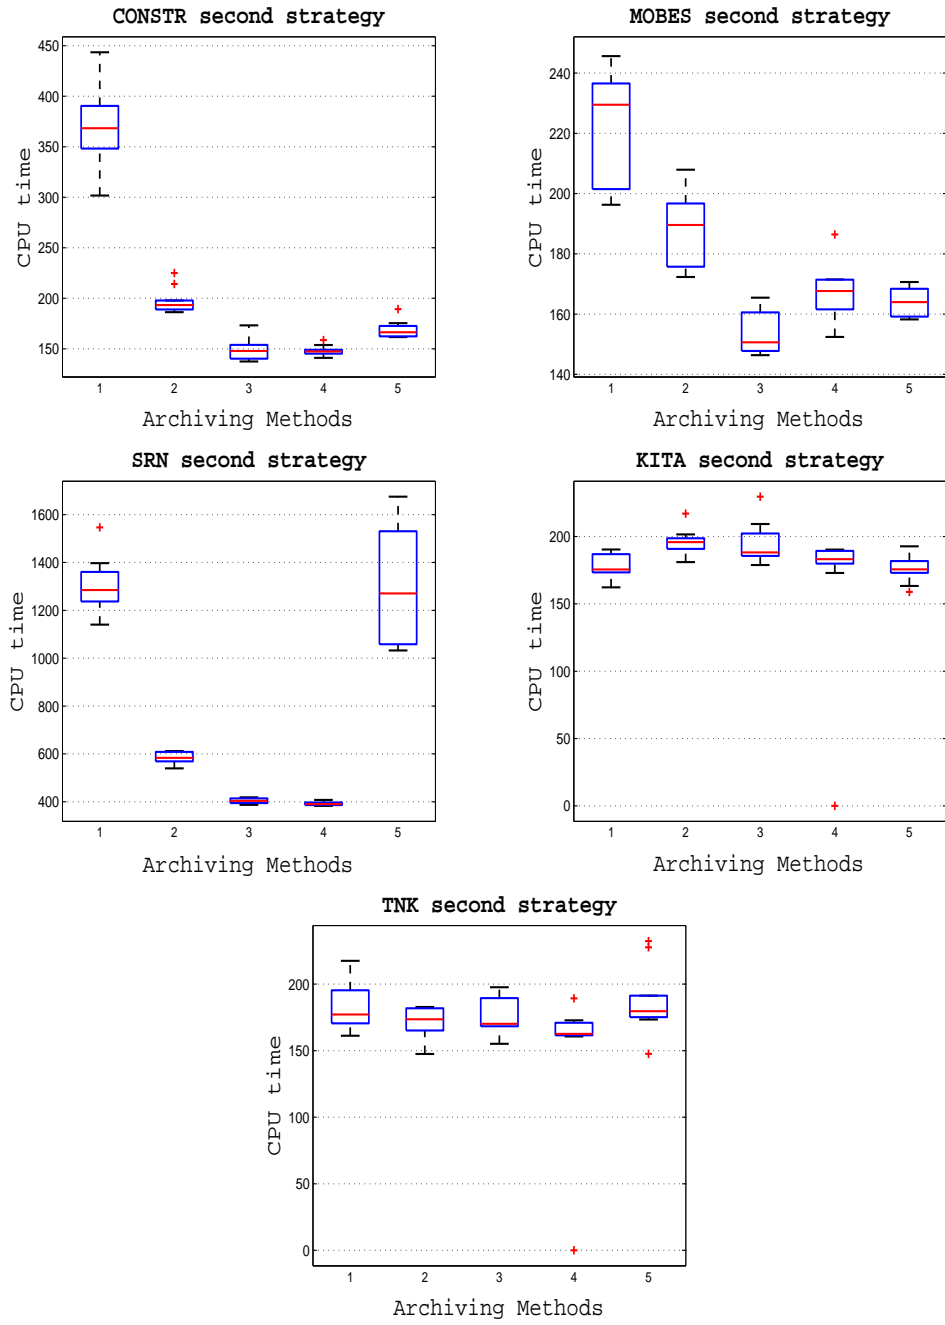 CONSTR second strategy
MOBES second strategy
450
400
350
300
250
200
150
CPU time
1 2 3 4 5
Archiving Methods
240
220
200
180
160
140
CPU time
1 2 3 4 5
Archiving Methods
SRN second strategy
KITA second strategy
1600
1400
1200
1000
800
600
400
CPU time
1 2 3 4 5
Archiving Methods
200
150
100
50
0
CPU time
1 2 3 4 5
Archiving Methods
TNK second strategy
200
150
100
50
0
CPU time
1 2 3 4 5
Archiving Methods